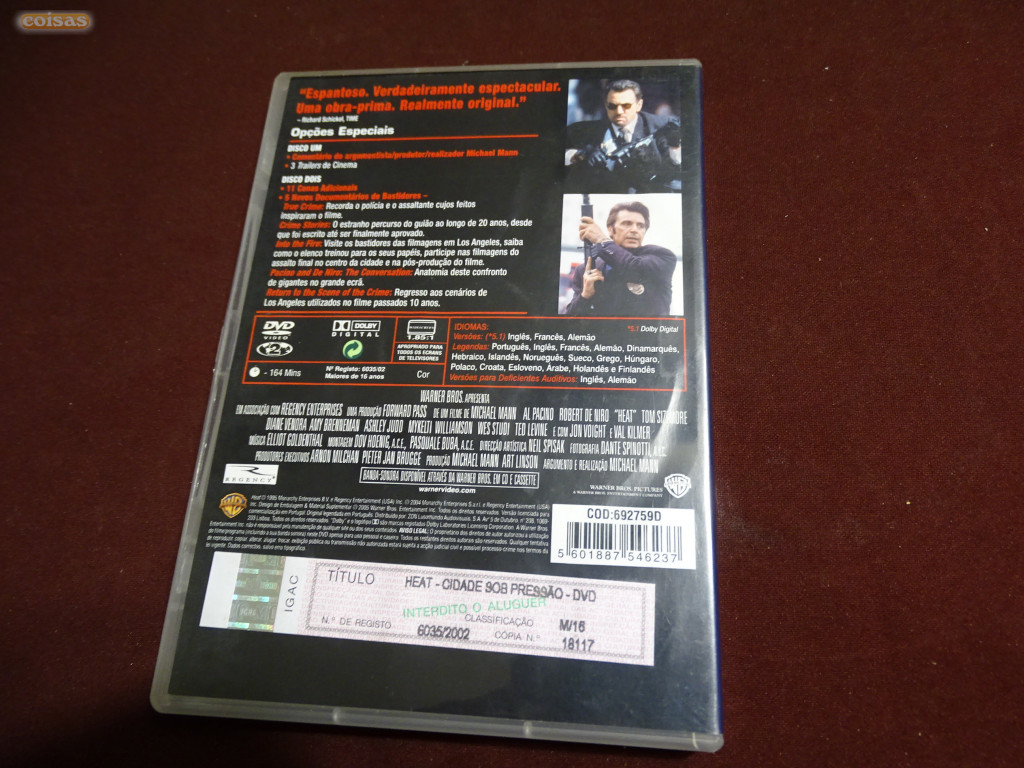 coisas
"Espantoso. Verdadeiramente espectacular.
Uma obra-prima. Realmente original."
– Richard Schickel, TIME
Opções Especiais
DISCO UM
• Comentário do argumentista/produtor/realizador Michael Mann
• 3 Trailers de Cinema
DISCO DOIS
• 11 Cenas Adicionais
• 5 Novos Documentários de Bastidores –
True Crime: Recorda o polícia e o assaltante cujos feitos
inspiraram o filme.
Crime Stories: O estranho percurso do guião ao longo de 20 anos, desde
que foi escrito até ser finalmente aprovado.
Into the Fire: Visite os bastidores das filmagens em Los Angeles, saiba
como o elenco treinou para os seus papéis, participe nas filmagens do
assalto final no centro da cidade e na pós-produção do filme.
Pacino and De Niro: The Conversation: Anatomia deste confronto
de gigantes no grande ecrã.
Return to the Scene of the Crime: Regresso aos cenários de
Los Angeles utilizados no filme passados 10 anos.
DVD
VIDEO
2
DOLBY
DIGITAL
WIDESCREEN
1.85:1
APROPRIADO PARA
TODOS OS ECRANS
DE TELEVISORES
- 164 Mins
Nº Registo: 6035/02
Maiores de 16 anos
Cor
IDIOMAS:
*5.1 Dolby Digital
Versões: (*5.1) Inglês, Francês, Alemão
Legendas: Português, Inglês, Francês, Alemão, Dinamarquês,
Hebraico, Islandês, Norueguês, Sueco, Grego, Húngaro,
Polaco, Croata, Esloveno, Árabe, Holandês e Finlandês
Versões para Deficientes Auditivos: Inglês, Alemão
WARNER BROS. APRESENTA
EM ASSOCIAÇÃO COM REGENCY ENTERPRISES UMA PRODUÇÃO FORWARD PASS DE UM FILME DE MICHAEL MANN AL PACINO ROBERT DE NIRO "HEAT" TOM SIZEMORE
DIANE VENORA AMY BRENNEMAN ASHLEY JUDD MYKELTI WILLIAMSON WES STUDI TED LEVINE E COM JON VOIGHT E VAL KILMER
MÚSICA ELLIOT GOLDENTHAL MONTAGEM DOV HOENIG, A.C.E., PASQUALE BUBA, A.C.E. DIRECÇÃO ARTÍSTICA NEIL SPISAK FOTOGRAFIA DANTE SPINOTTI, A.I.C.
PRODUTORES EXECUTIVOS ARNON MILCHAN PIETER JAN BRUGGE PRODUÇÃO MICHAEL MANN ART LINSON ARGUMENTO E REALIZAÇÃO MICHAEL MANN
REGENCY
BANDA-SONORA DISPONÍVEL ATRAVÉS DA WARNER BROS. EM CD E CASSETTE
warnervideo.com
WARNER BROS. PICTURES
A WARNER BROS. ENTERTAINMENT COMPANY
COD:692759D
5 601887 546237
IGAC
TÍTULO
HEAT - CIDADE SOB PRESSÃO - DVD
INTERDITO O ALUGUER
N.º DE REGISTO
6035/2002
CLASSIFICAÇÃO
M/16
CÓPIA N.º
18117